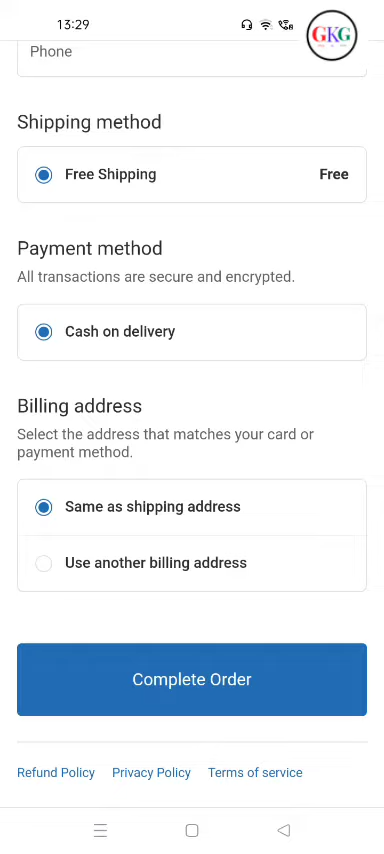 13:29
GKG
Phone
Shipping method
Free Shipping Free
Payment method
All transactions are secure and encrypted.
Cash on delivery
Billing address
Select the address that matches your card or
payment method.
Same as shipping address
Use another billing address
Complete Order
Refund Policy Privacy Policy Terms of service